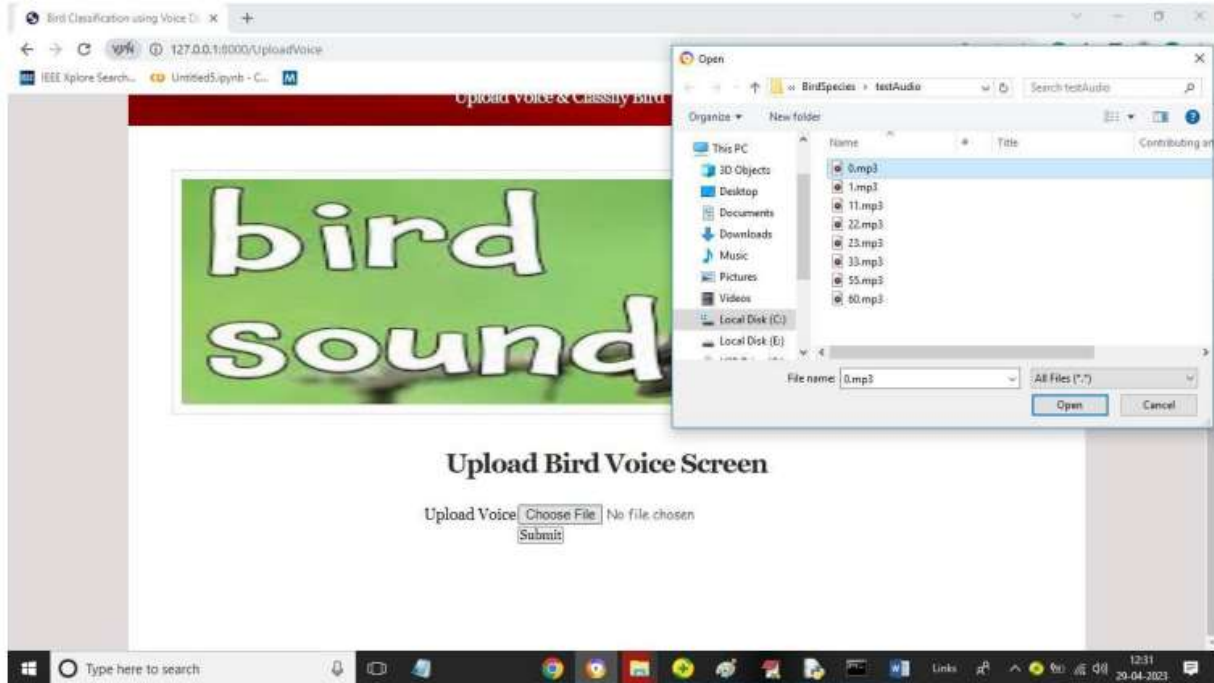 Bird Classification using Voice D
127.0.0.1:8000/UploadVoice
IEEE Xplore Search... Untitled5.ipynb - C...
Upload Voice & Classify Bird
bird
sound
Upload Bird Voice Screen
Upload Voice Choose File No file chosen
Submit
Open
« BirdSpecies › testAudio Search testAudio
Organize New folder
Name # Title Contributing ar
This PC
3D Objects
Desktop
Documents
Downloads
Music
Pictures
Videos
Local Disk (C:)
Local Disk (E:)
0.mp3
1.mp3
11.mp3
22.mp3
23.mp3
33.mp3
55.mp3
60.mp3
File name: 0.mp3 All Files (*.*)
Open Cancel
Type here to search
Links
12:31
29-04-2023